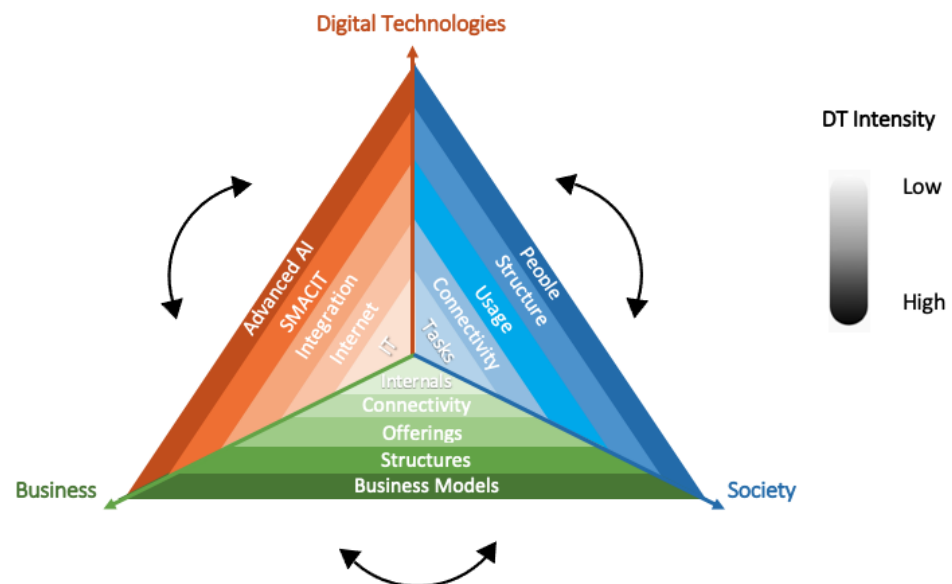 Digital Technologies
DT Intensity
Low
High
Advanced AI
SMACIT
Integration
Internet
IT
People
Structure
Usage
Connectivity
Tasks
Internals
Connectivity
Offerings
Structures
Business Models
Business
Society